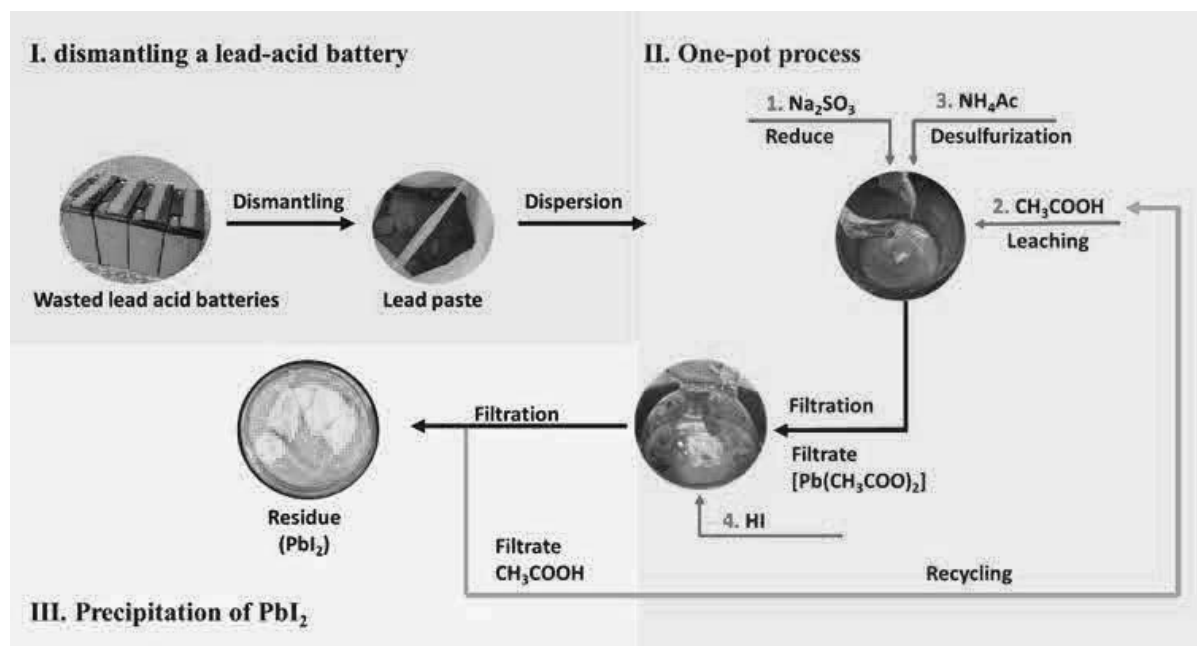 I. dismantling a lead-acid battery
Dismantling
Dispersion
Wasted lead acid batteries
Lead paste
II. One-pot process
1. Na₂SO₃
Reduce
3. NH₄Ac
Desulfurization
2. CH₃COOH
Leaching
Filtration
Filtrate
[Pb(CH₃COO)₂]
4. HI
Filtration
Residue
(PbI₂)
Filtrate
CH₃COOH
Recycling
III. Precipitation of PbI₂